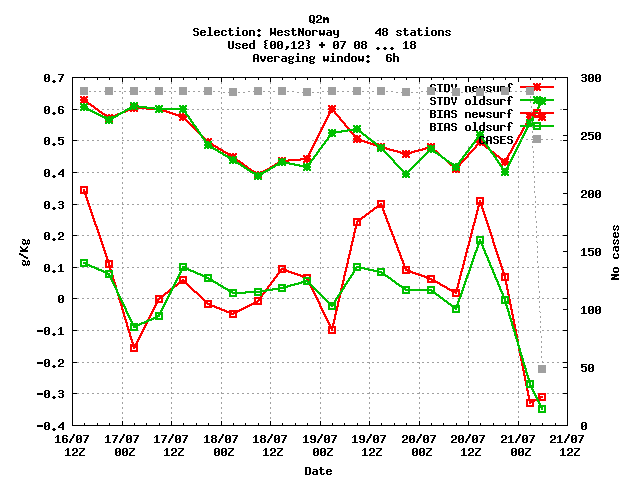 Q2m
Selection: WestNorway     48 stations
Used {00,12} + 07 08 ... 18
Averaging window:  6h
STDV newsurf
STDV oldsurf
BIAS newsurf
BIAS oldsurf
CASES
0,7
0,6
0,5
0,4
0,3
0,2
0,1
0
-0,1
-0,2
-0,3
-0,4
g/Kg
300
250
200
150
100
50
0
No cases
16/07 17/07 17/07 18/07 18/07 19/07 19/07 20/07 20/07 21/07 21/07
12Z 00Z 12Z 00Z 12Z 00Z 12Z 00Z 12Z 00Z 12Z
Date